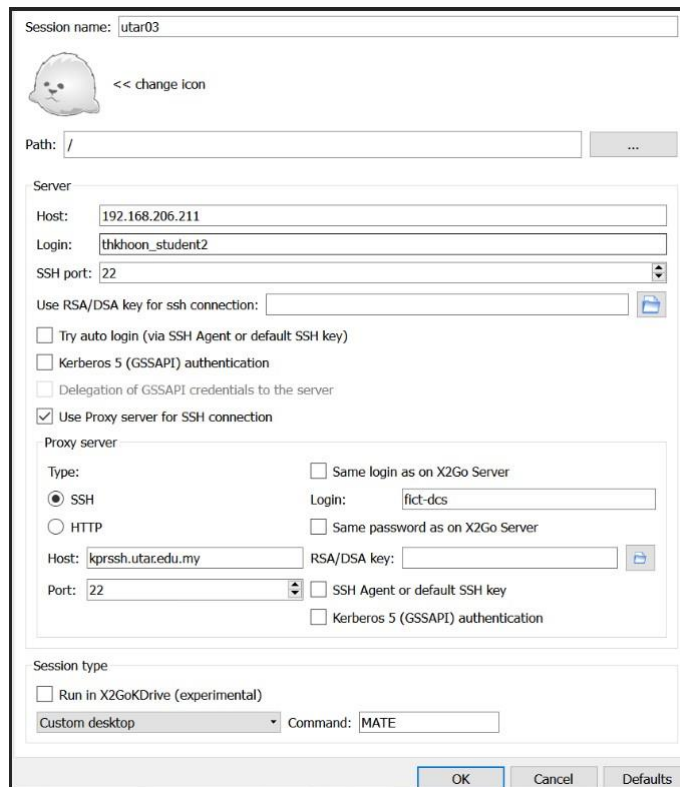 Session name: utar03
<< change icon
Path: / ...
Server
Host: 192.168.206.211
Login: thkhoon_student2
SSH port: 22
Use RSA/DSA key for ssh connection:
Try auto login (via SSH Agent or default SSH key)
Kerberos 5 (GSSAPI) authentication
Delegation of GSSAPI credentials to the server
Use Proxy server for SSH connection
Proxy server
Type: Same login as on X2Go Server
SSH Login: fict-dcs
HTTP Same password as on X2Go Server
Host: kprssh.utar.edu.my RSA/DSA key:
Port: 22 SSH Agent or default SSH key
Kerberos 5 (GSSAPI) authentication
Session type
Run in X2GoKDrive (experimental)
Custom desktop Command: MATE
OK Cancel Defaults